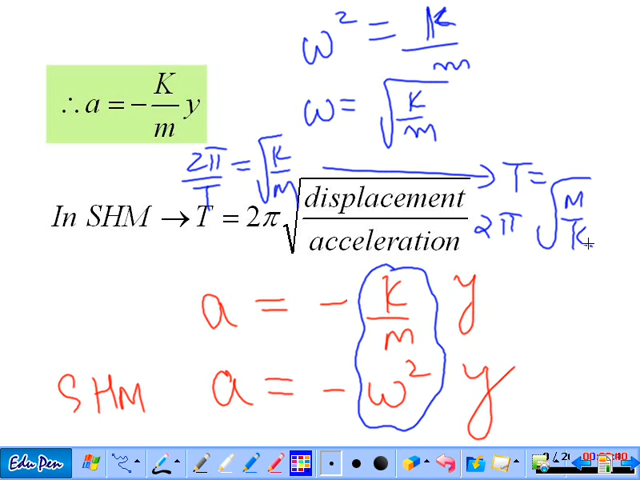 ω² = K/m
∴ a = − K/m y
ω = √K/m
2π/T = √K/m → T = 2π √M/K
In SHM → T = 2π √displacement/acceleration
a = − K/m y
SHM a = − ω² y
Edu Pen